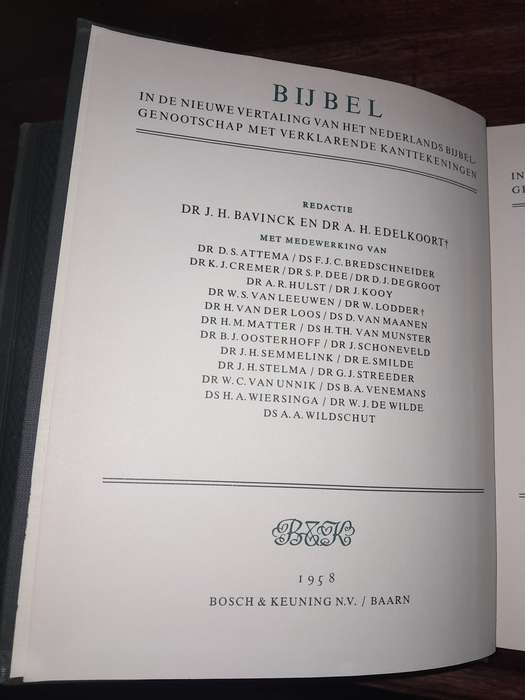 BIJBEL
IN DE NIEUWE VERTALING VAN HET NEDERLANDS BIJBEL-
GENOOTSCHAP MET VERKLARENDE KANTTEKENINGEN
REDACTIE
DR J. H. BAVINCK EN DR A. H. EDELKOORT†
MET MEDEWERKING VAN
DR D. S. ATTEMA / DS F. J. C. BREDSCHNEIDER
DR K. J. CREMER / DR S. P. DEE / DR D. J. DE GROOT
DR A. R. HULST / DR J. KOOY
DR W. S. VAN LEEUWEN / DR W. LODDER†
DR H. VAN DER LOOS / DS D. VAN MAANEN
DR H. M. MATTER / DS H. TH. VAN MUNSTER
DR B. J. OOSTERHOFF / DR J. SCHONEVELD
DR J. H. SEMMELINK / DR E. SMILDE
DR J. H. STELMA / DR G. J. STREEDER
DR W. C. VAN UNNIK / DS B. A. VENEMANS
DS H. A. WIERSINGA / DR W. J. DE WILDE
DS A. A. WILDSCHUT
B&K
1958
BOSCH & KEUNING N.V. / BAARN
IN
GE